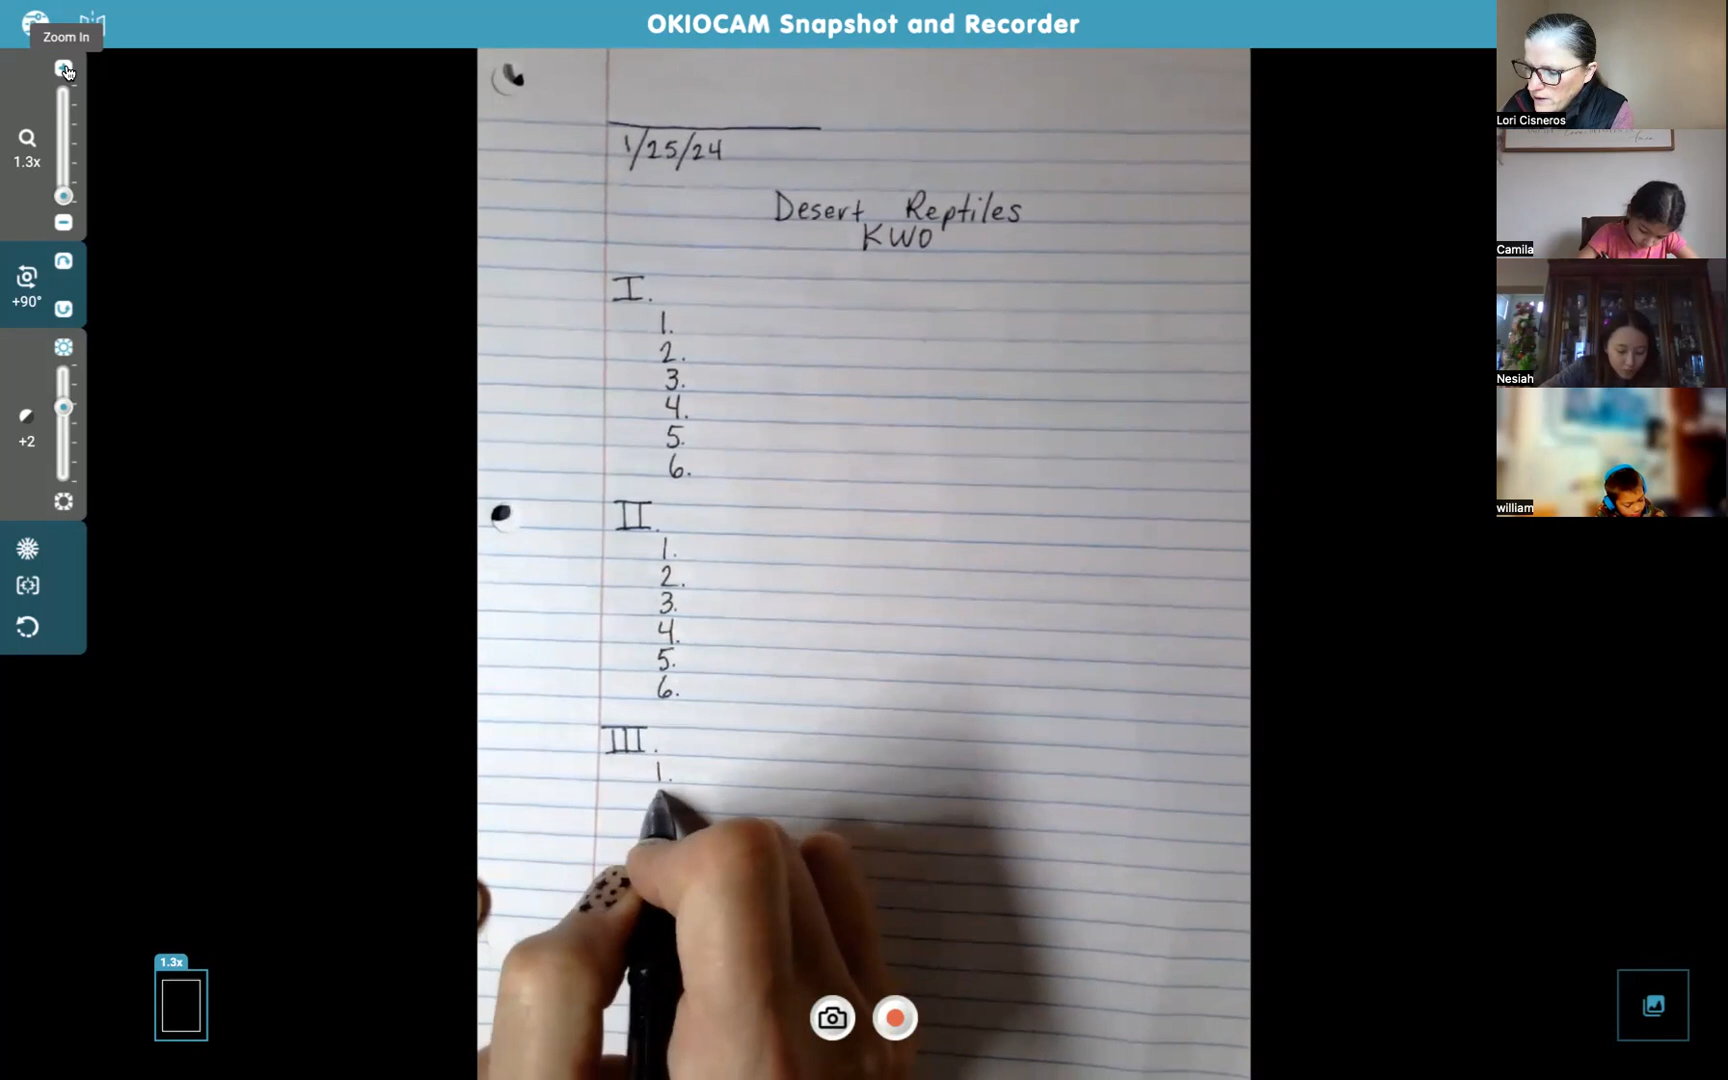 Zoom In
OKIOCAM Snapshot and Recorder
1.3x
+90°
+2
1.3x
1/25/24
Desert Reptiles
KWO
I.
1.
2.
3.
4.
5.
6.
II.
1.
2.
3.
4.
5.
6.
III.
1.
Lori Cisneros
Camila
Nesiah
william